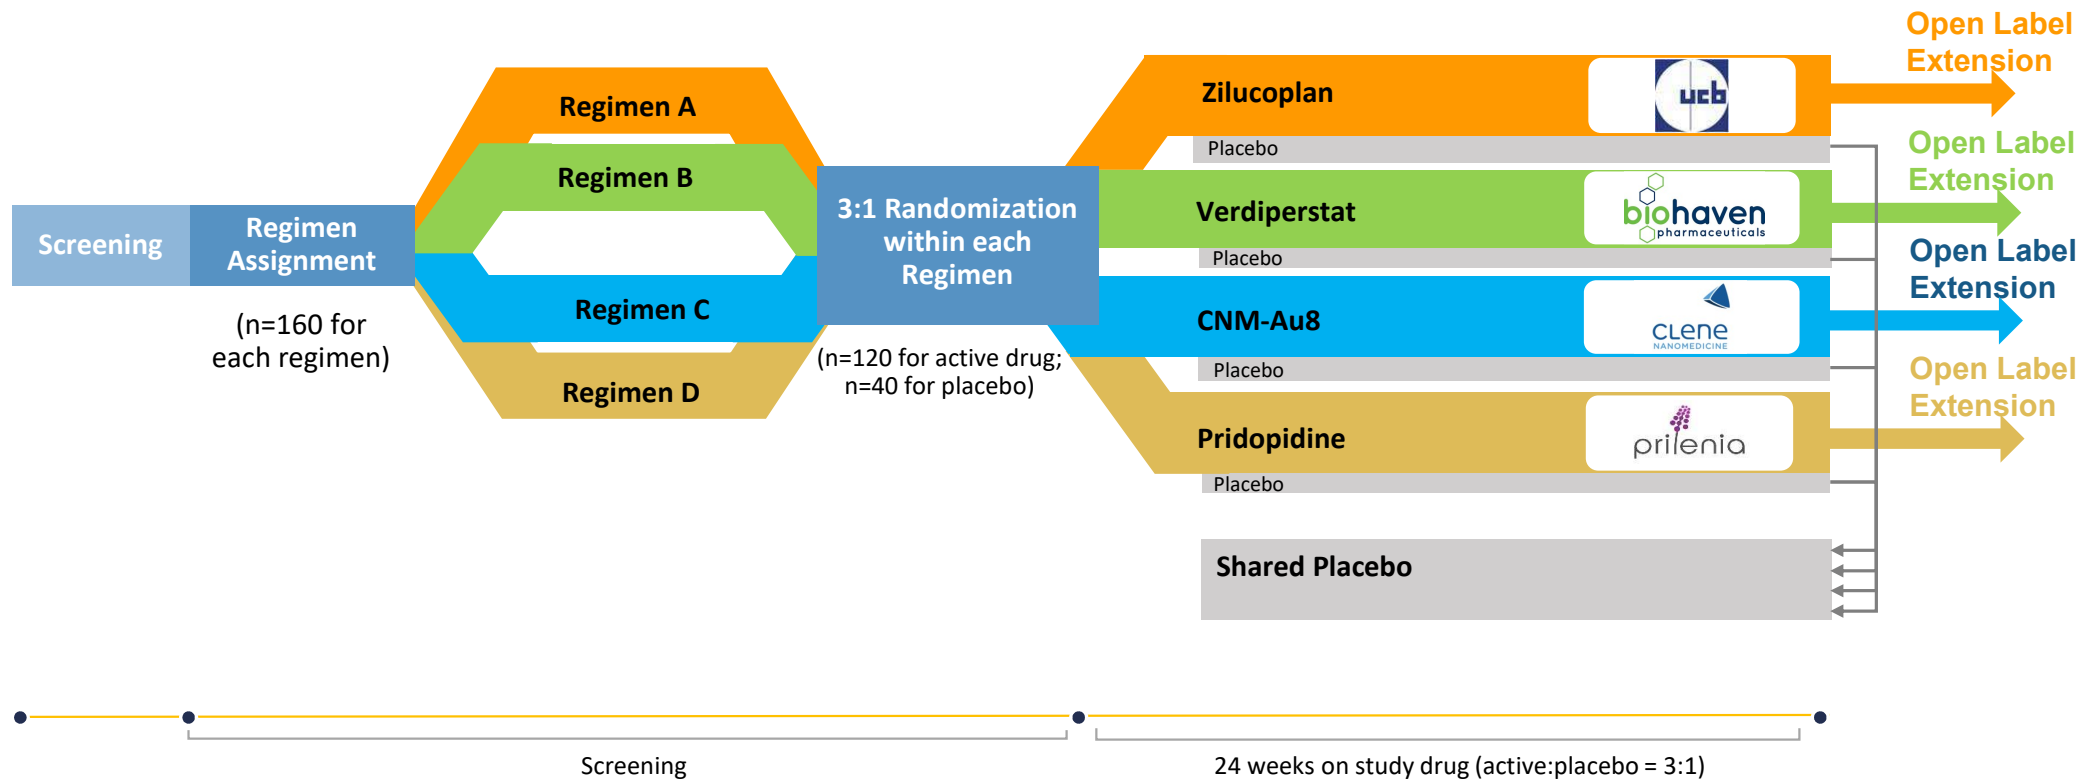 Screening
Regimen
Assignment
(n=160 for
each regimen)
Regimen A
Regimen B
Regimen C
Regimen D
3:1 Randomization
within each
Regimen
(n=120 for active drug;
n=40 for placebo)
Zilucoplan
ucb
Placebo
Open Label
Extension
Verdiperstat
biohaven
pharmaceuticals
Placebo
Open Label
Extension
CNM-Au8
CLENE
NANOMEDICINE
Placebo
Open Label
Extension
Pridopidine
prilenia
Placebo
Open Label
Extension
Shared Placebo
Screening
24 weeks on study drug (active:placebo = 3:1)